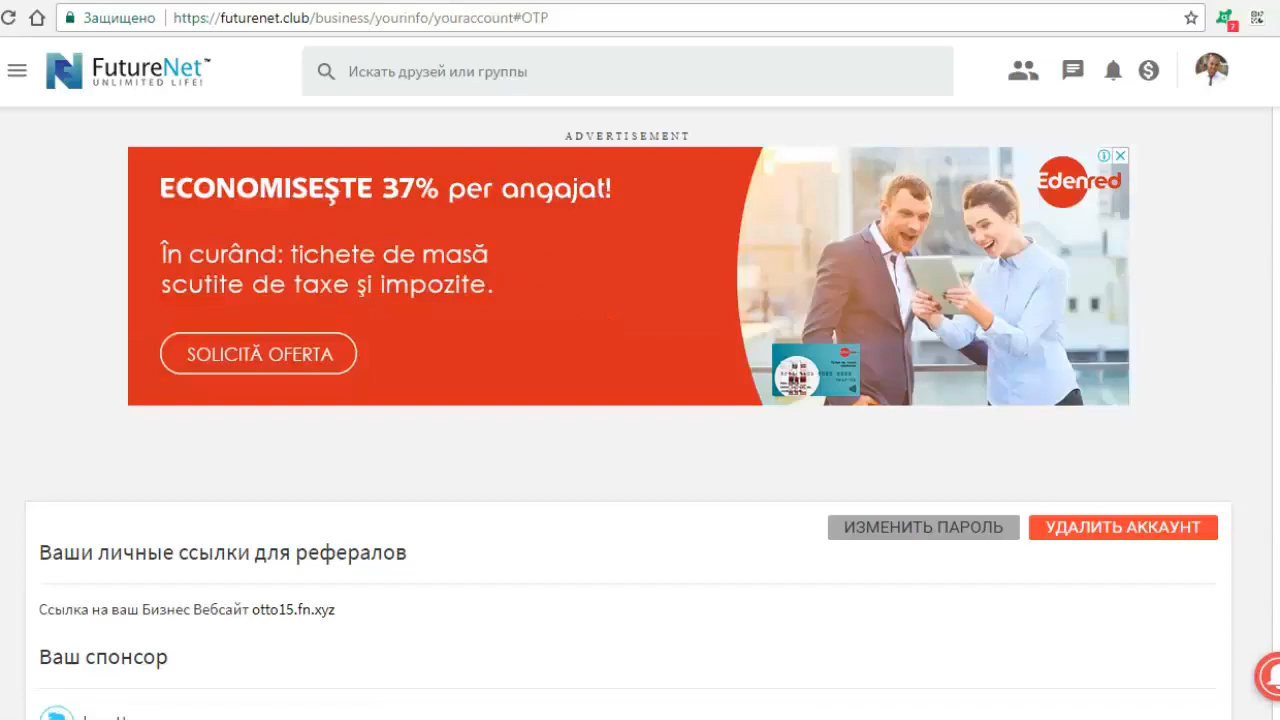 Защищено https://futurenet.club/business/yourinfo/youraccount#OTP
7
FutureNet™
UNLIMITED LIFE!
Искать друзей или группы
ADVERTISEMENT
ECONOMISEŞTE 37% per angajat!
Edenred
În curând: tichete de masă
scutite de taxe şi impozite.
SOLICITĂ OFERTA
ИЗМЕНИТЬ ПАРОЛЬ
УДАЛИТЬ АККАУНТ
Ваши личные ссылки для рефералов
Ссылка на ваш Бизнес Вебсайт otto15.fn.xyz
Ваш спонсор